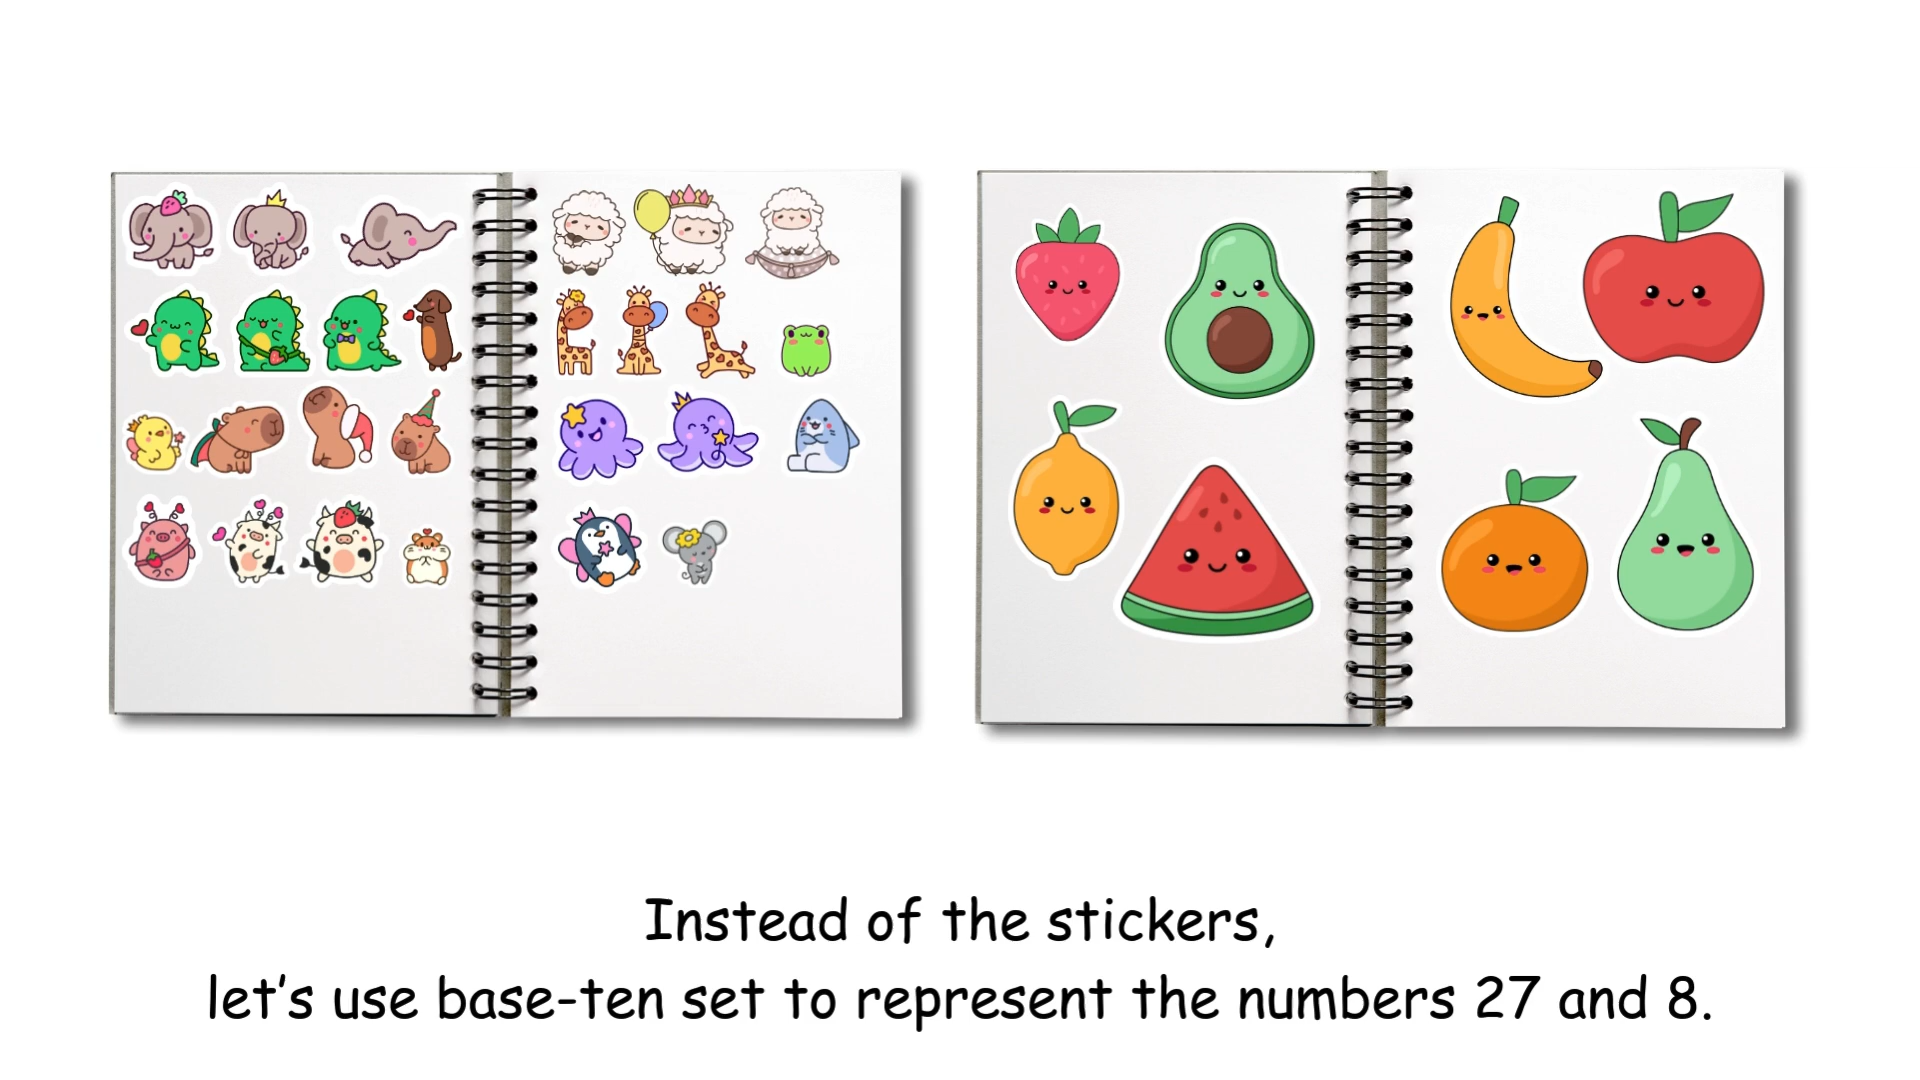 Instead of the stickers,
let's use base-ten set to represent the numbers 27 and 8.